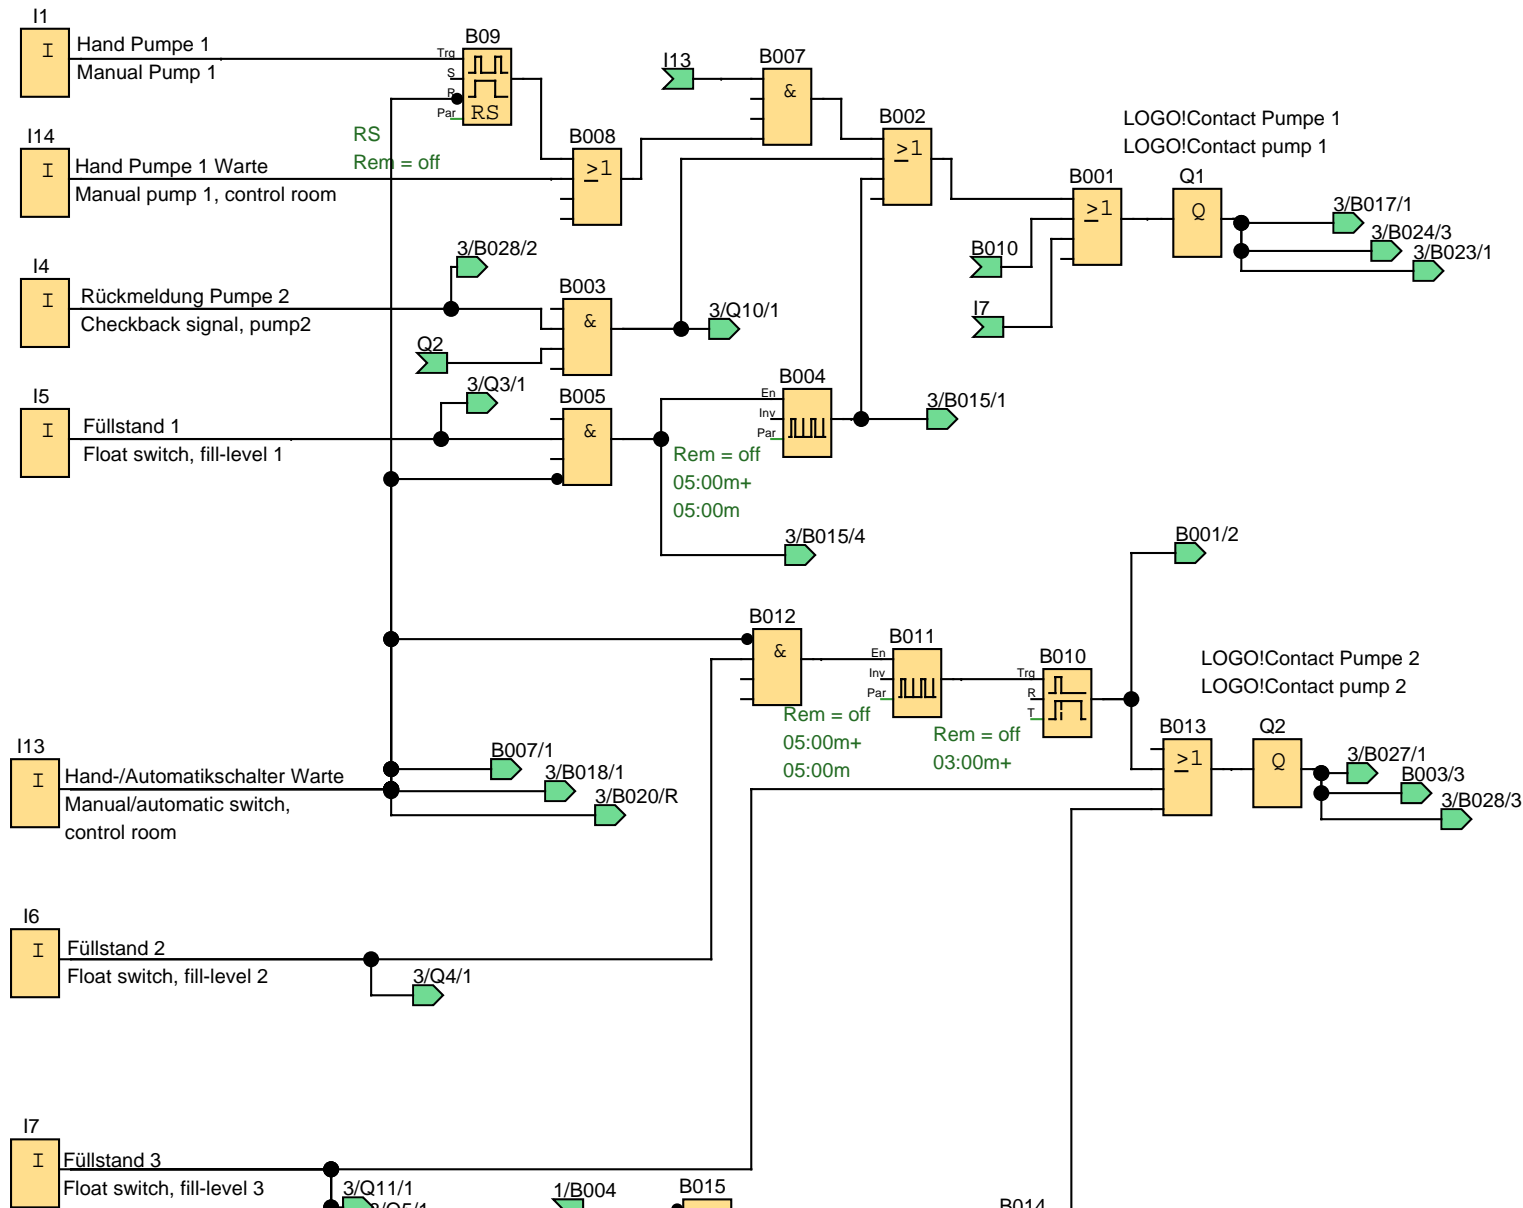 I1
I
Hand Pumpe 1
Manual Pump 1
B09
Trg
S
R
Par
RS
RS
Rem = off
I14
I
Hand Pumpe 1 Warte
Manual pump 1, control room
B008
≥1
I13
B007
&
B002
≥1
LOGO!Contact Pumpe 1
LOGO!Contact pump 1
B001
≥1
Q1
Q
3/B017/1
3/B024/3
3/B023/1
B010
I7
I4
I
Rückmeldung Pumpe 2
Checkback signal, pump2
3/B028/2
B003
&
Q2
3/Q10/1
I5
I
Füllstand 1
Float switch, fill-level 1
3/Q3/1
B005
&
B004
En
Inv
Par
Rem = off
05:00m+
05:00m
3/B015/1
3/B015/4
B001/2
B012
&
B011
En
Inv
Par
Rem = off
05:00m+
05:00m
B010
Trg
R
T
Rem = off
03:00m+
LOGO!Contact Pumpe 2
LOGO!Contact pump 2
B013
≥1
Q2
Q
3/B027/1
B003/3
3/B028/3
I13
I
Hand-/Automatikschalter Warte
Manual/automatic switch,
control room
B007/1
3/B018/1
3/B020/R
I6
I
Füllstand 2
Float switch, fill-level 2
3/Q4/1
I7
I
Füllstand 3
Float switch, fill-level 3
3/Q11/1
3/Q5/1
1/B004
B015
B014